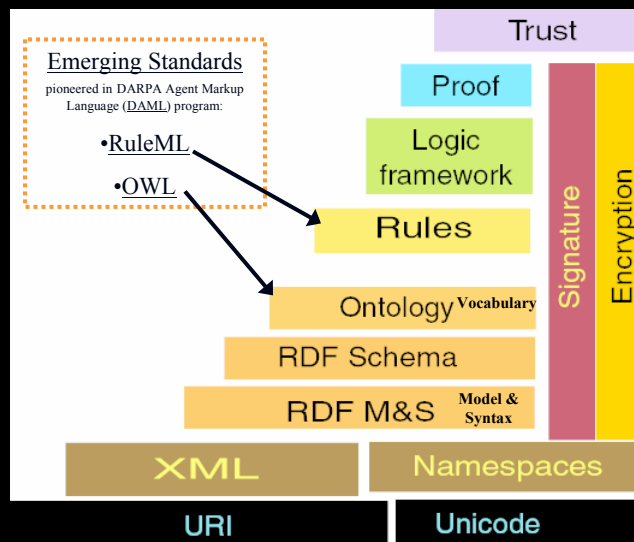 Trust
Emerging Standards
pioneered in DARPA Agent Markup
Language (DAML) program:
•RuleML
•OWL
Proof
Logic
framework
Rules
Ontology Vocabulary
RDF Schema
RDF M&S Model &
Syntax
Signature
Encryption
XML
Namespaces
URI
Unicode